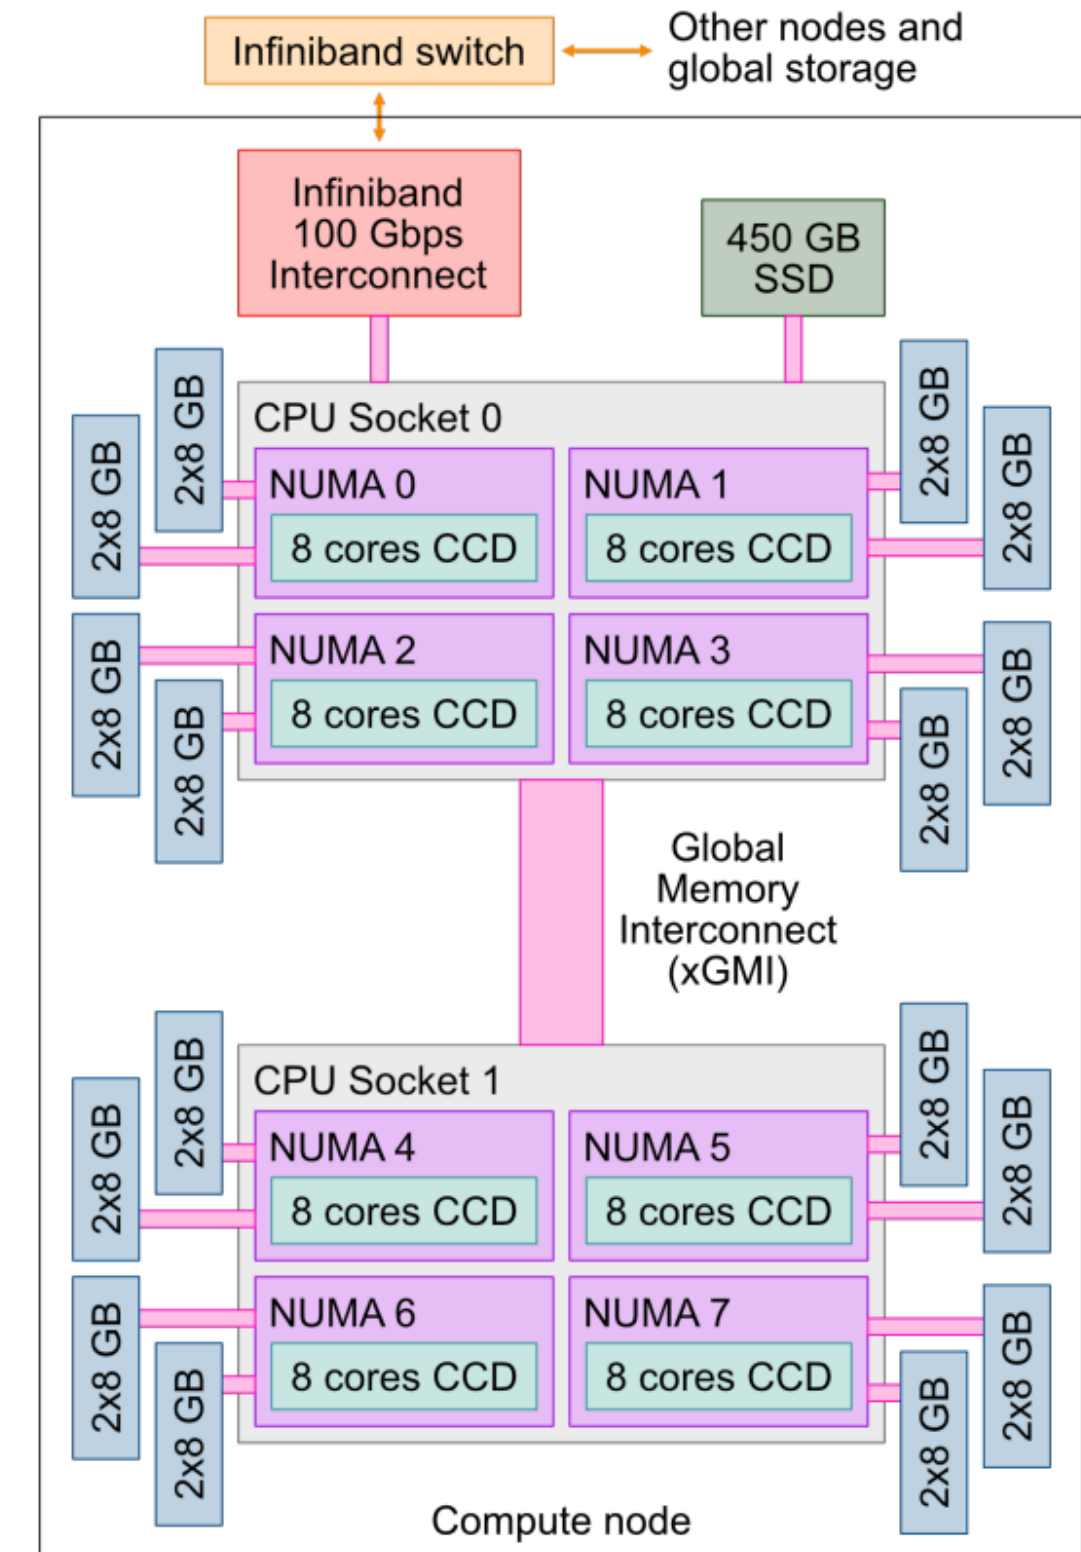 Infiniband switch
Other nodes and
global storage
Infiniband
100 Gbps
Interconnect
450 GB
SSD
2x8 GB
2x8 GB
2x8 GB
2x8 GB
CPU Socket 0
NUMA 0
8 cores CCD
NUMA 1
8 cores CCD
NUMA 2
8 cores CCD
NUMA 3
8 cores CCD
2x8 GB
2x8 GB
2x8 GB
2x8 GB
Global
Memory
Interconnect
(xGMI)
2x8 GB
2x8 GB
2x8 GB
2x8 GB
CPU Socket 1
NUMA 4
8 cores CCD
NUMA 5
8 cores CCD
NUMA 6
8 cores CCD
NUMA 7
8 cores CCD
2x8 GB
2x8 GB
2x8 GB
2x8 GB
Compute node